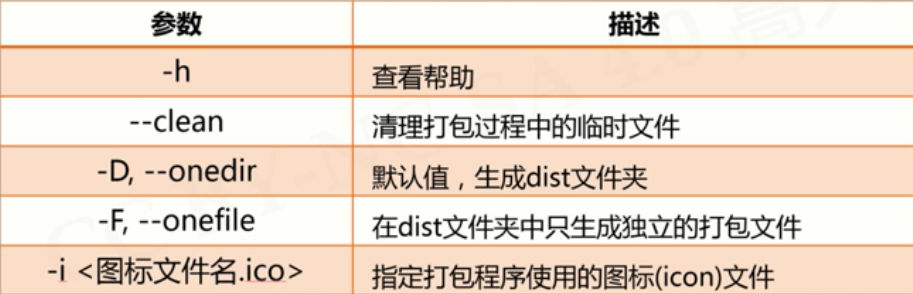 参数 描述
-h 查看帮助
--clean 清理打包过程中的临时文件
-D, --onedir 默认值，生成dist文件夹
-F, --onefile 在dist文件夹中只生成独立的打包文件
-i <图标文件名.ico> 指定打包程序使用的图标(icon)文件